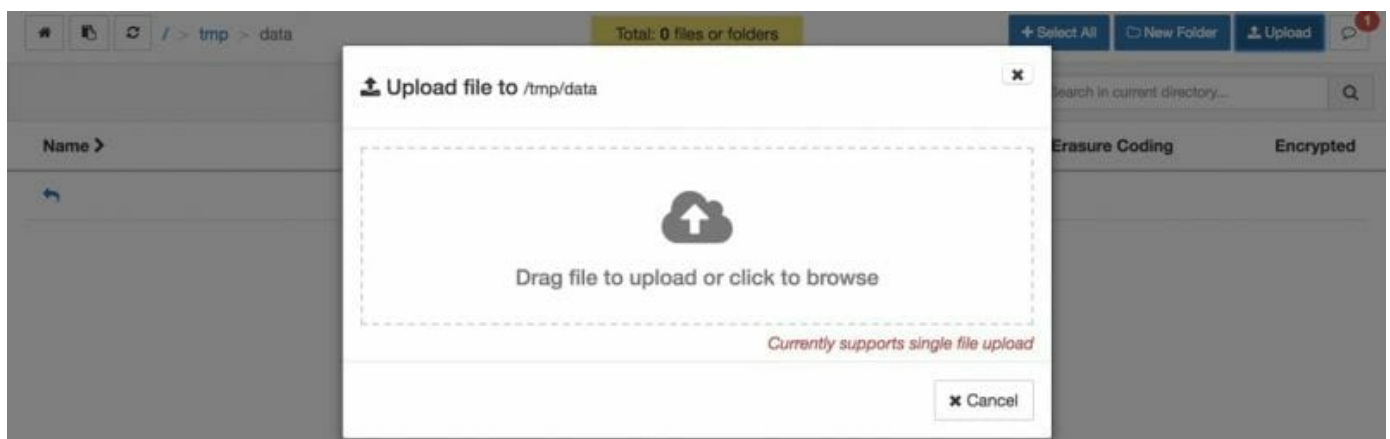 / > tmp > data
Total: 0 files or folders
+ Select All
New Folder
Upload
1
Upload file to /tmp/data
Search in current directory...
Name >
Erasure Coding
Encrypted
Drag file to upload or click to browse
Currently supports single file upload
× Cancel